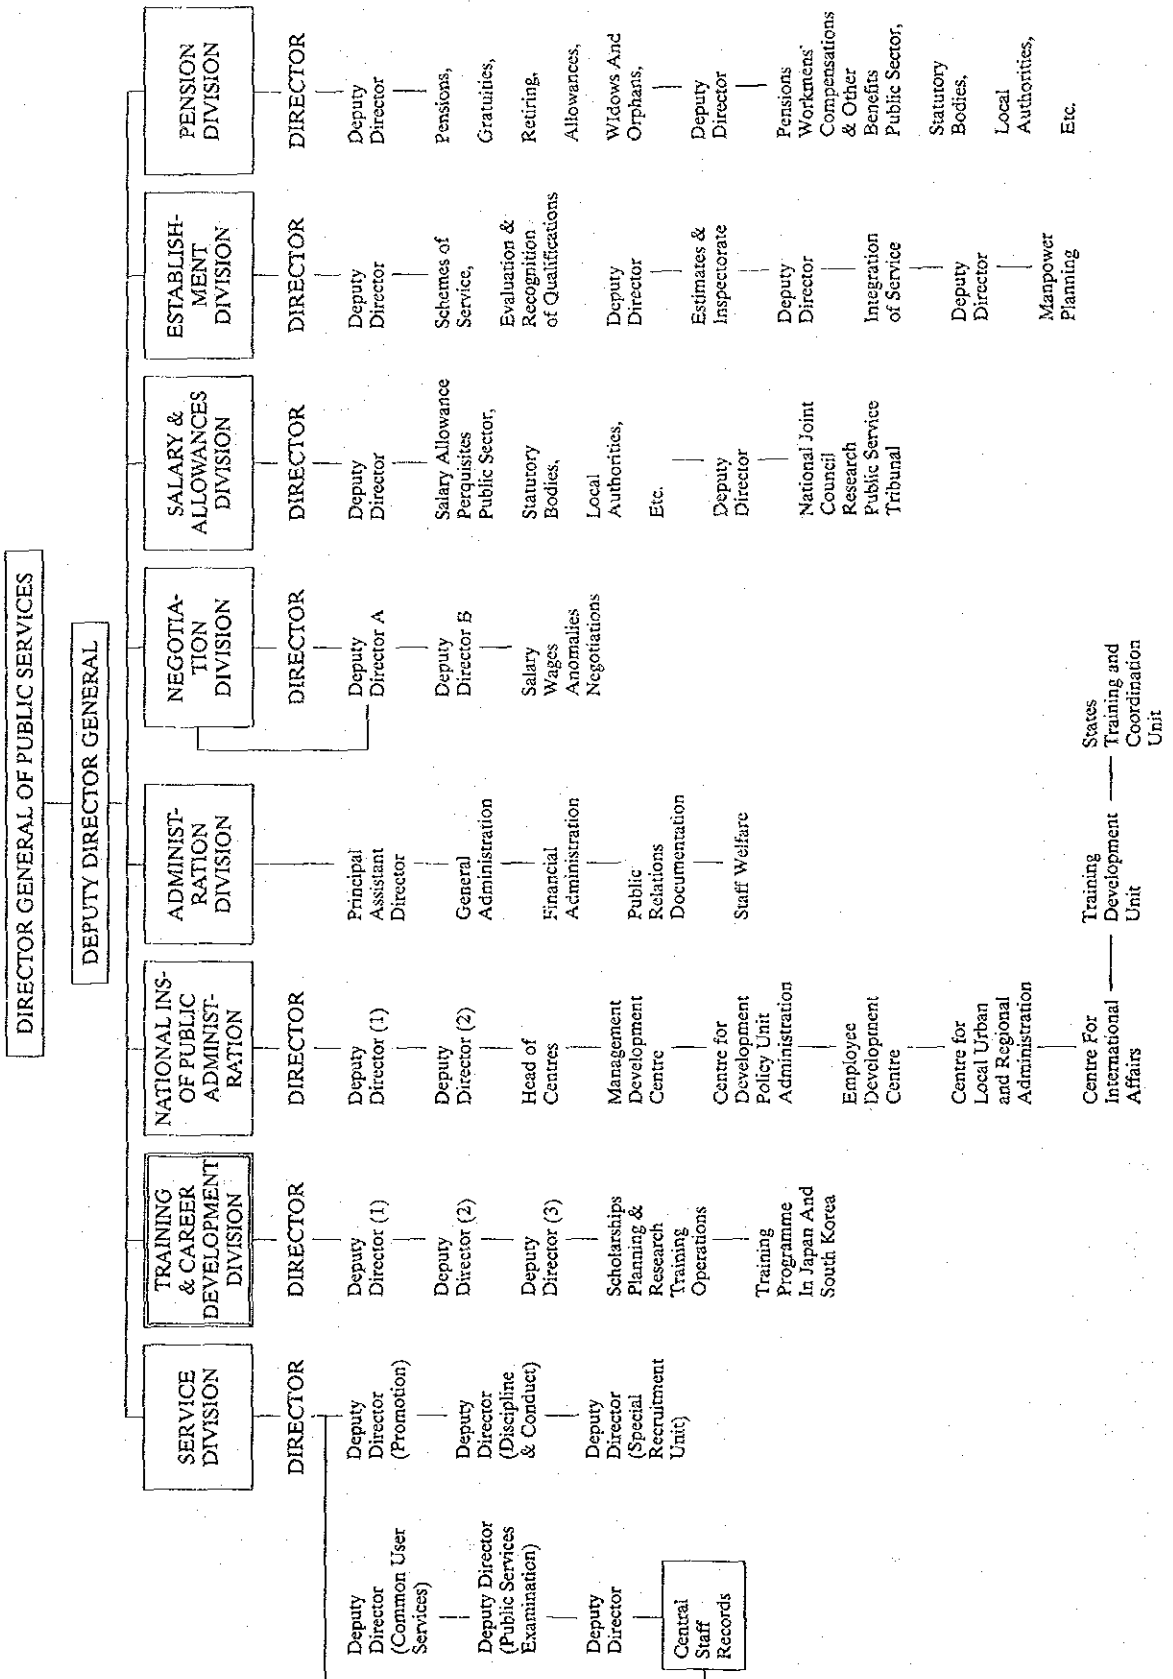 DIRECTOR GENERAL OF PUBLIC SERVICES
DEPUTY DIRECTOR GENERAL
SERVICE
DIVISION
DIRECTOR
Deputy
Director
(Common User
Services)
Deputy Director
(Public Services
Examination)
Deputy
Director
Central
Staff
Records
Deputy
Director
(Promotion)
Deputy
Director
(Discipline
& Conduct)
Deputy
Director
(Special
Recruitment
Unit)
TRAINING
& CAREER
DEVELOPMENT
DIVISION
DIRECTOR
Deputy
Director (1)
Deputy
Director (2)
Deputy
Director (3)
Scholarships
Planning &
Research
Training
Operations
Training
Programme
In Japan And
South Korea
NATIONAL INS-
OF PUBLIC
ADMINIST-
RATION
DIRECTOR
Deputy
Director (1)
Deputy
Director (2)
Head of
Centres
Management
Development
Centre
Centre for
Development
Policy Unit
Administration
Employee
Development
Centre
Centre for
Local Urban
and Regional
Administration
Centre For
International
Affairs
Training
Development
Unit
States
Training and
Coordination
Unit
ADMINIST-
RATION
DIVISION
Principal
Assistant
Director
General
Administration
Financial
Administration
Public
Relations
Documentation
Staff Welfare
NEGOTIA-
TION
DIVISION
DIRECTOR
Deputy
Director A
Deputy
Director B
Salary
Wages
Anomalies
Negotiations
SALARY &
ALLOWANCES
DIVISION
DIRECTOR
Deputy
Director
Salary Allowance
Perquisites
Public Sector,
Statutory
Bodies,
Local
Authorities,
Etc.
Deputy
Director
National Joint
Council
Research
Public Service
Tribunal
ESTABLISH-
MENT
DIVISION
DIRECTOR
Deputy
Director
Schemes of
Service,
Evaluation &
Recognition
of Qualifications
Deputy
Director
Estimates &
Inspectorate
Deputy
Director
Integration
of Service
Deputy
Director
Manpower
Planning
PENSION
DIVISION
DIRECTOR
Deputy
Director
Pensions,
Gratuities,
Retiring,
Allowances,
Widows And
Orphans,
Deputy
Director
Pensions
Workmens'
Compensations
& Other
Benefits
Public Sector,
Statutory
Bodies,
Local
Authorities,
Etc.